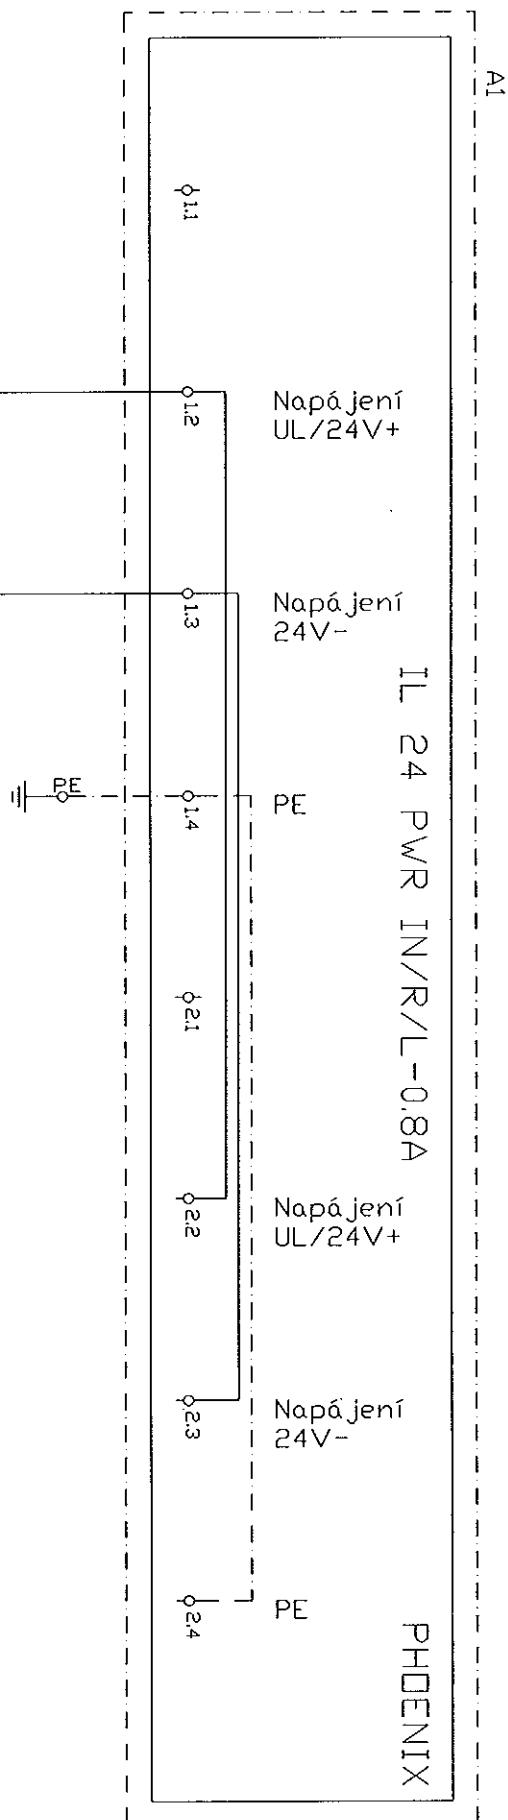 A1
1.1
1.2
Napájení
UL/24V+
1.3
Napájení
24V-
IL 24 PWR IN/R/L-0.8A
PE
1.4
PE
2.1
2.2
Napájení
UL/24V+
2.3
Napájení
24V-
2.4
PE
PHOENIX